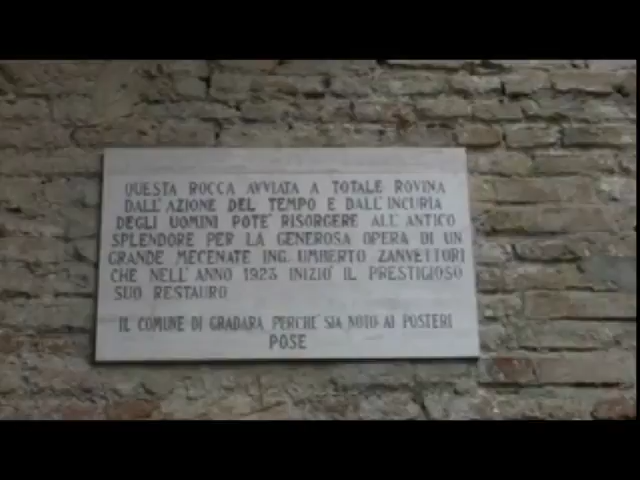 QUESTA ROCCA AVVIATA A TOTALE ROVINA
DALL'AZIONE DEL TEMPO E DALL'INCURIA
DEGLI UOMINI POTE' RISORGERE ALL'ANTICO
SPLENDORE PER LA GENEROSA OPERA DI UN
GRANDE MECENATE ING. UMBERTO ZANVETTORI
CHE NELL'ANNO 1923 INIZIO' IL PRESTIGIOSO
SUO RESTAURO
IL COMUNE DI GRADARA PERCHE' SIA NOTO AI POSTERI
POSE